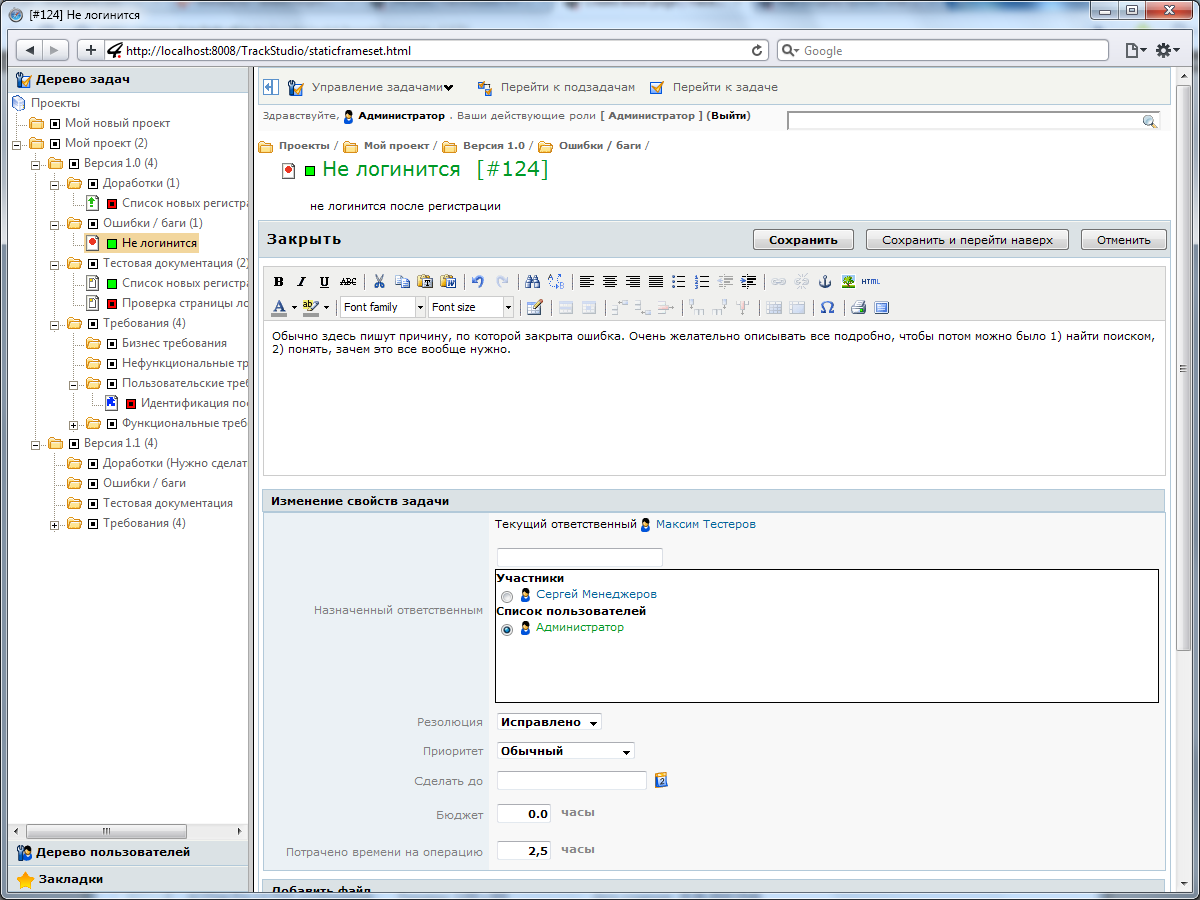 [#124] Не логинится
http://localhost:8008/TrackStudio/staticframeset.html
Google
Дерево задач
Проекты
Мой новый проект
Мой проект (2)
Версия 1.0 (4)
Доработки (1)
Список новых регистра
Ошибки / баги (1)
Не логинится
Тестовая документация (2)
Список новых регистра
Проверка страницы ло
Требования (4)
Бизнес требования
Нефункциональные тр
Пользовательские треб
Идентификация пос
Функциональные треб
Версия 1.1 (4)
Доработки (Нужно сделат
Ошибки / баги
Тестовая документация
Требования (4)
Дерево пользователей
Закладки
Управление задачами Перейти к подзадачам Перейти к задаче
Здравствуйте, Администратор . Ваши действующие роли [ Администратор ] (Выйти)
Проекты / Мой проект / Версия 1.0 / Ошибки / баги /
Не логинится [#124]
не логинится после регистрации
Закрыть Сохранить Сохранить и перейти наверх Отменить
B I U ABC HTML
A ab Font family Font size Ω
Обычно здесь пишут причину, по которой закрыта ошибка. Очень желательно описывать все подробно, чтобы потом можно было 1) найти поиском,
2) понять, зачем это все вообще нужно.
Изменение свойств задачи
Текущий ответственный Максим Тестеров
Назначенный ответственным
Участники
Сергей Менеджеров
Список пользователей
Администратор
Резолюция Исправлено
Приоритет Обычный
Сделать до
Бюджет 0.0 часы
Потрачено времени на операцию 2,5 часы
Добавить файл